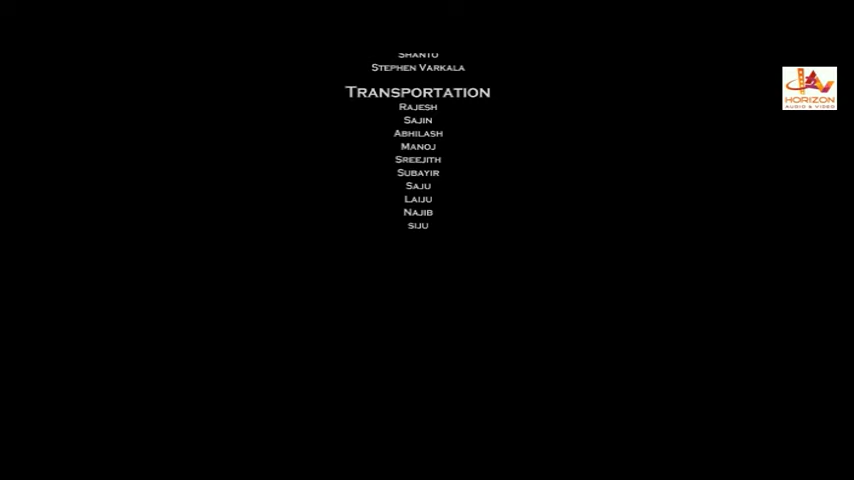 Shanto
Stephen Varkala
Transportation
Rajesh
Sajin
Abhilash
Manoj
Sreejith
Subayir
Saju
Laiju
Najib
siju
HORIZON
AUDIO & VIDEO